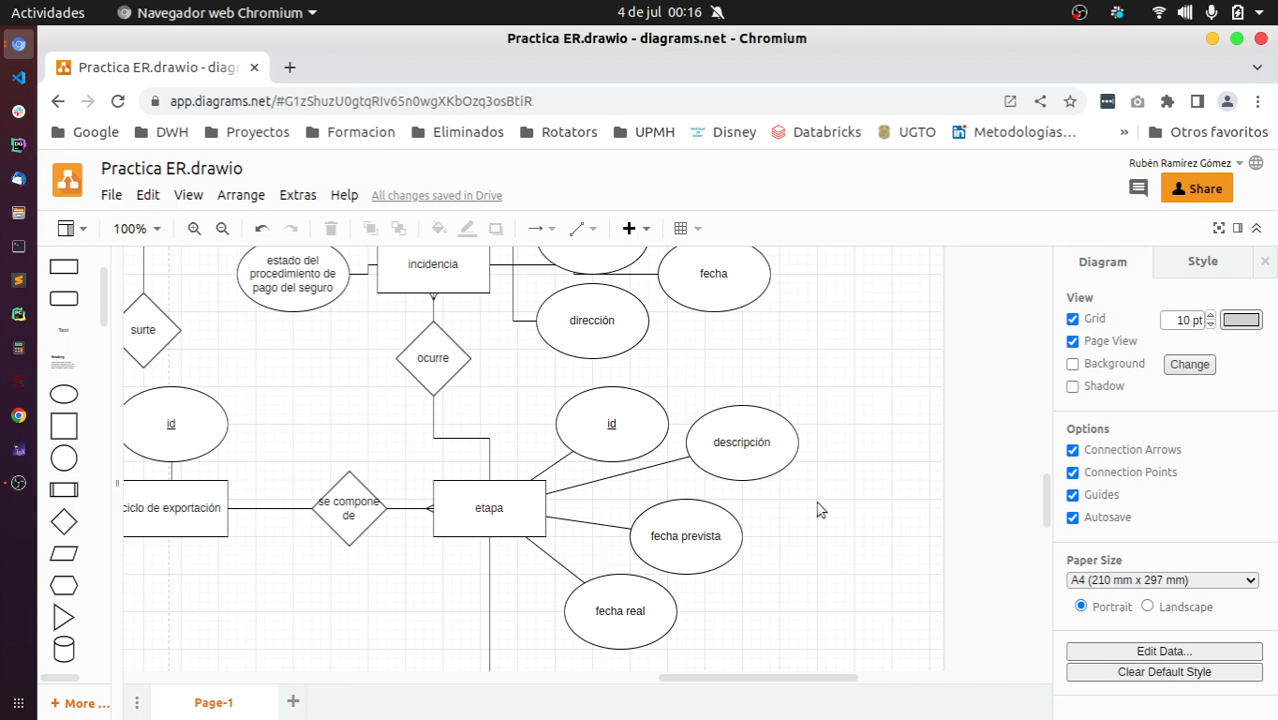 Actividades
Navegador web Chromium
4 de jul 00:16
Practica ER.drawio - diagrams.net - Chromium
Practica ER.drawio - diagr
app.diagrams.net/#G1zShuzU0gtqRIv65n0wgXKbOzq3osBtiR
Google
DWH
Proyectos
Formacion
Eliminados
Rotators
UPMH
Disney
Databricks
UGTO
Metodologías...
»
Otros favoritos
Practica ER.drawio
Rubén Ramírez Gómez
File
Edit
View
Arrange
Extras
Help
All changes saved in Drive
Share
100%
Text
Heading
estado del
procedimiento de
pago del seguro
incidencia
fecha
dirección
surte
ocurre
id
id
descripción
ciclo de exportación
se compone
de
etapa
fecha prevista
fecha real
Diagram
Style
View
Grid
10 pt
Page View
Background
Change
Shadow
Options
Connection Arrows
Connection Points
Guides
Autosave
Paper Size
A4 (210 mm x 297 mm)
Portrait
Landscape
Edit Data...
Clear Default Style
+ More ...
Page-1